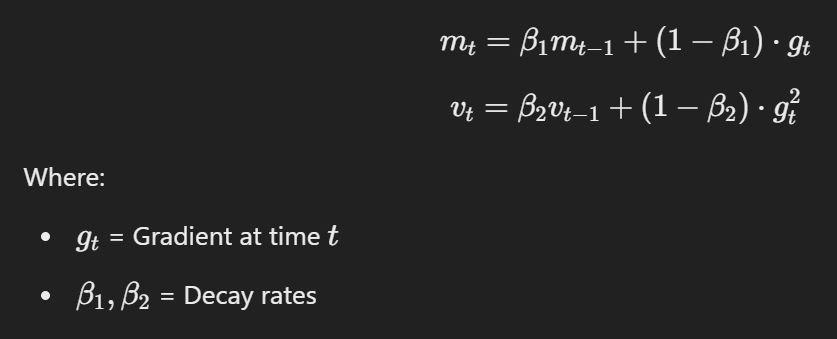 mₜ = β₁mₜ₋₁ + (1 − β₁) · gₜ
vₜ = β₂vₜ₋₁ + (1 − β₂) · gₜ²
Where:
• gₜ = Gradient at time t
• β₁, β₂ = Decay rates